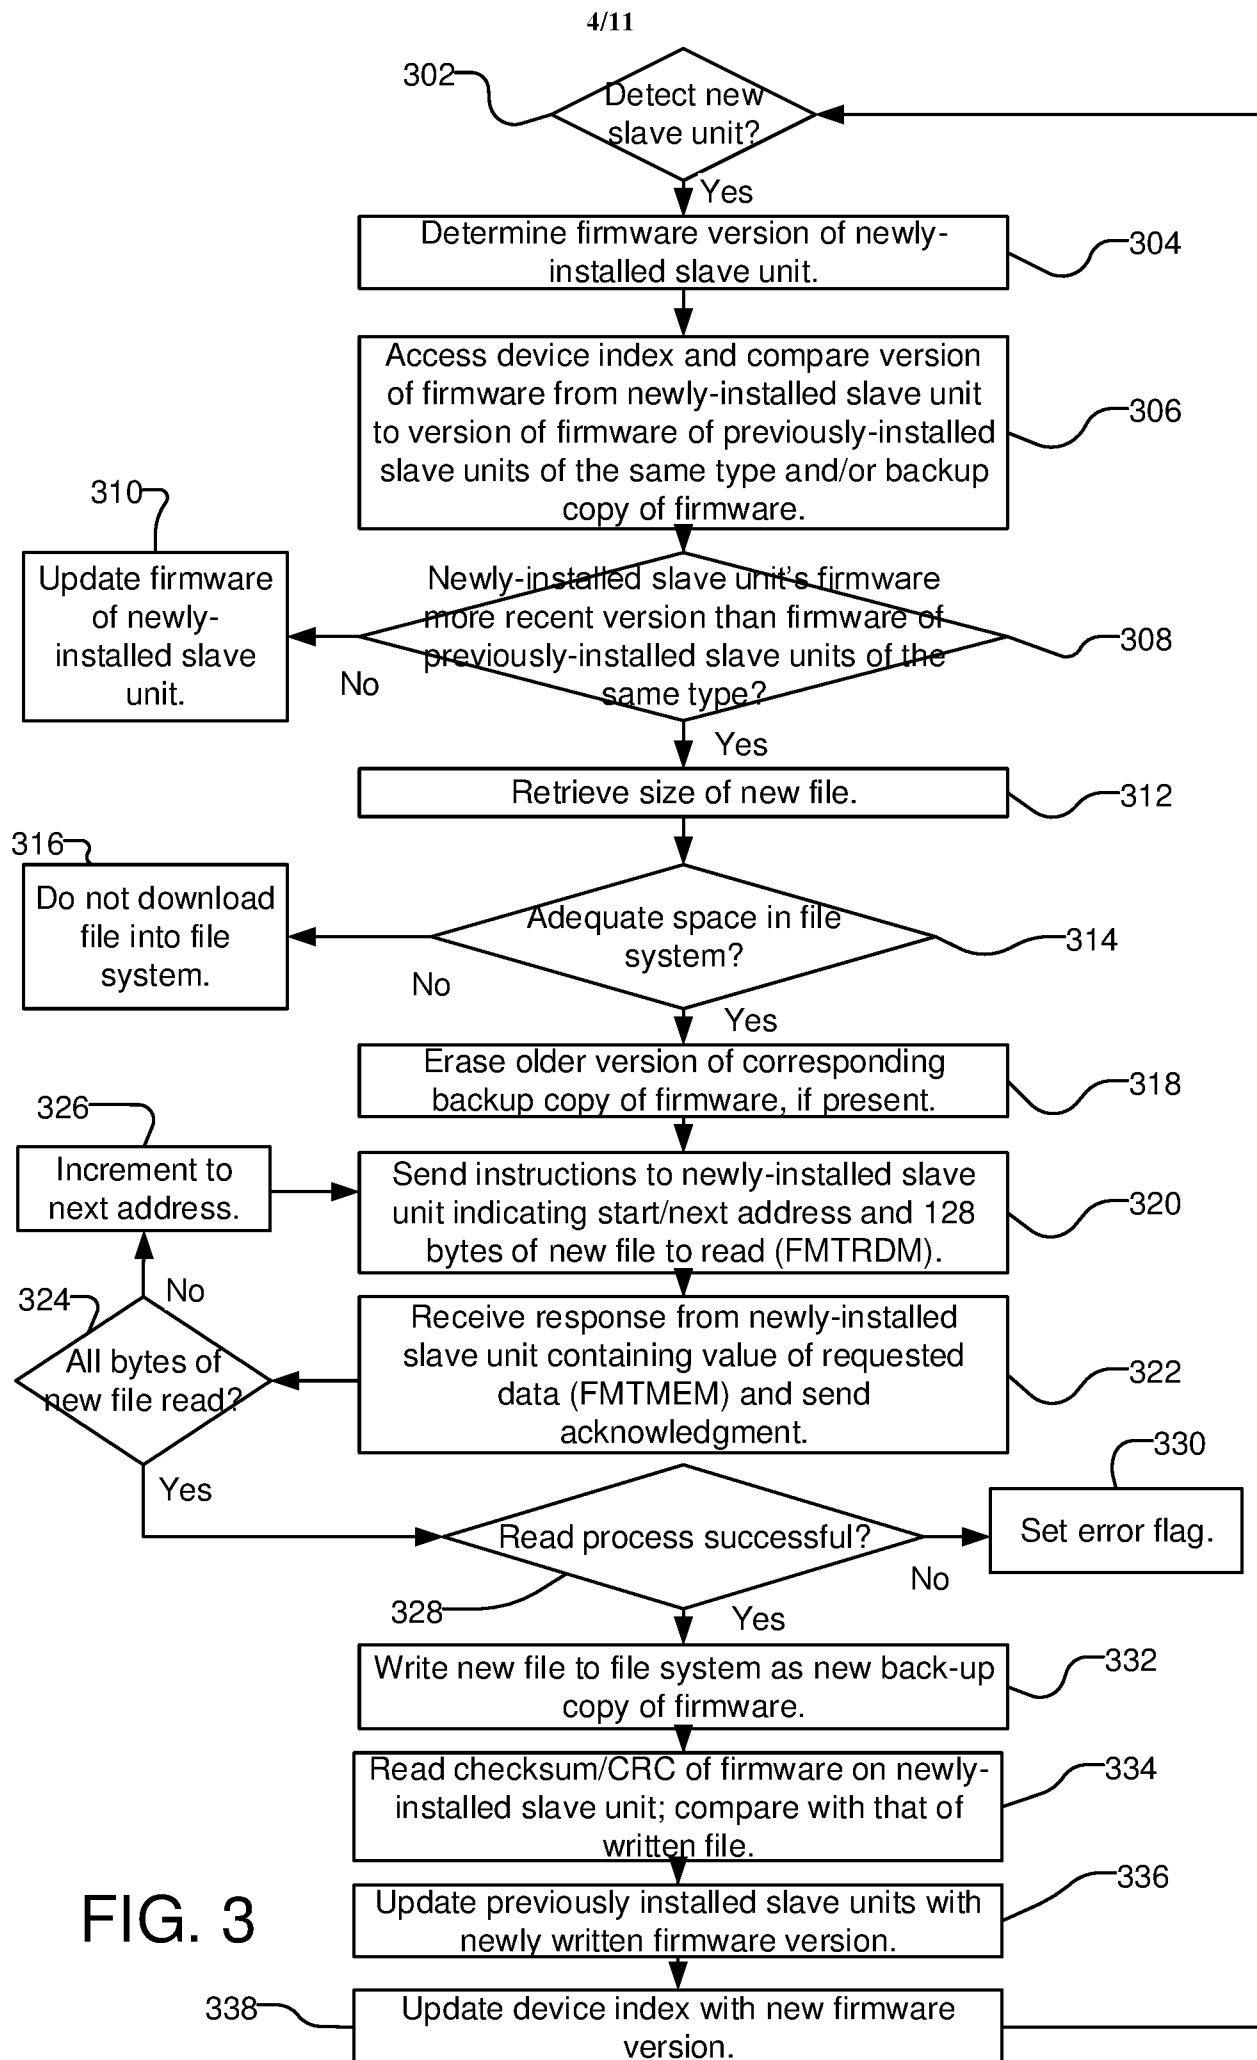 4/11
302
Detect new
slave unit?
Yes
Determine firmware version of newly-
installed slave unit.
304
Access device index and compare version
of firmware from newly-installed slave unit
to version of firmware of previously-installed
slave units of the same type and/or backup
copy of firmware.
306
310
Update firmware
of newly-
installed slave
unit.
Newly-installed slave unit's firmware
more recent version than firmware of
previously-installed slave units of the
same type?
308
No
Yes
Retrieve size of new file.
312
316
Do not download
file into file
system.
Adequate space in file
system?
314
No
Yes
Erase older version of corresponding
backup copy of firmware, if present.
318
326
Increment to
next address.
Send instructions to newly-installed slave
unit indicating start/next address and 128
bytes of new file to read (FMTRDM).
320
No
324
All bytes of
new file read?
Receive response from newly-installed
slave unit containing value of requested
data (FMTMEM) and send
acknowledgment.
322
Yes
330
Set error flag.
Read process successful?
No
328
Yes
Write new file to file system as new back-up
copy of firmware.
332
Read checksum/CRC of firmware on newly-
installed slave unit; compare with that of
written file.
334
Update previously installed slave units with
newly written firmware version.
336
FIG. 3
338
Update device index with new firmware
version.